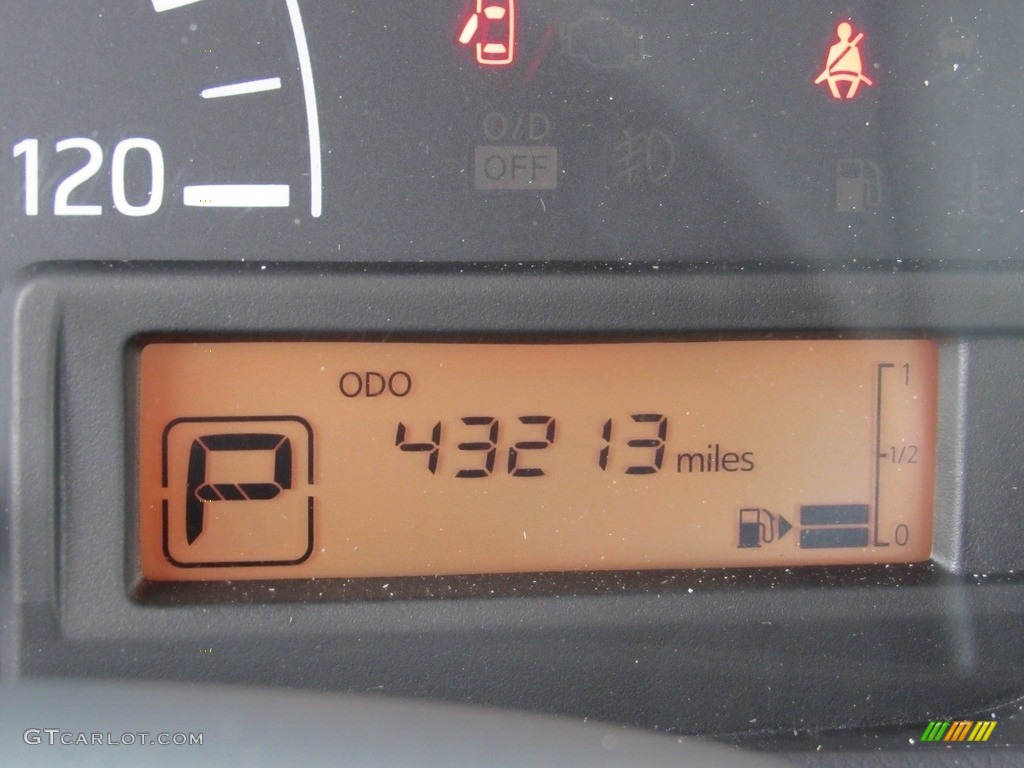 O/D
OFF
120
ODO
43213 miles
P
1
1/2
0
GTCARLOT.COM